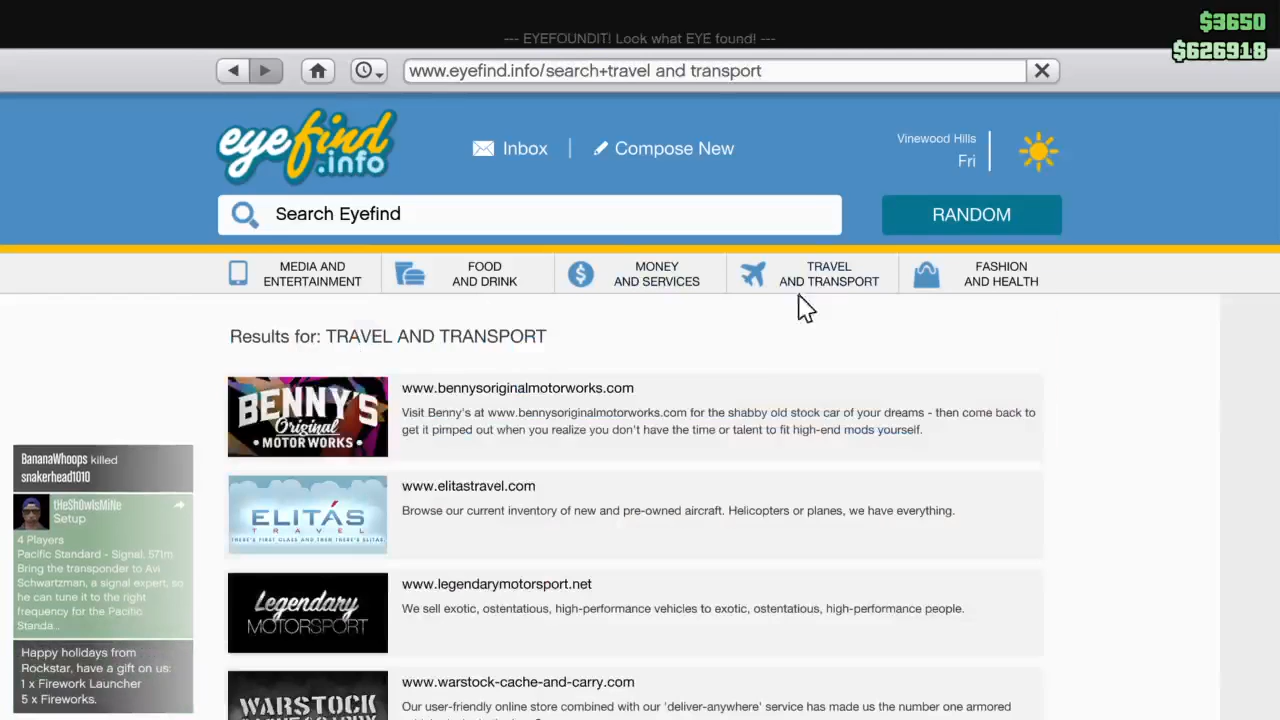 $3650
--- EYEFOUNDIT! Look what EYE found! ---
$626918
www.eyefind.info/search+travel and transport
eyefind
.info
Inbox
Compose New
Vinewood Hills
Fri
Search Eyefind
RANDOM
MEDIA AND
ENTERTAINMENT
FOOD
AND DRINK
MONEY
AND SERVICES
TRAVEL
AND TRANSPORT
FASHION
AND HEALTH
Results for: TRAVEL AND TRANSPORT
BENNY'S
Original
MOTOR WORKS
www.bennysoriginalmotorworks.com
Visit Benny's at www.bennysoriginalmotorworks.com for the shabby old stock car of your dreams - then come back to
get it pimped out when you realize you don't have the time or talent to fit high-end mods yourself.
ELITÁS
TRAVEL
THERE'S FIRST CLASS AND THEN THERE'S ELITAS
www.elitastravel.com
Browse our current inventory of new and pre-owned aircraft. Helicopters or planes, we have everything.
Legendary
MOTORSPORT
www.legendarymotorsport.net
We sell exotic, ostentatious, high-performance vehicles to exotic, ostentatious, high-performance people.
WARSTOCK
www.warstock-cache-and-carry.com
Our user-friendly online store combined with our 'deliver-anywhere' service has made us the number one armored
BananaWhoops killed
snakerhead1010
tHeSh0wIsMiNe
Setup
4 Players
Pacific Standard - Signal, 571m
Bring the transponder to Avi
Schwartzman, a signal expert, so
he can tune it to the right
frequency for the Pacific
Standa...
Happy holidays from
Rockstar, have a gift on us:
1 x Firework Launcher
5 x Fireworks.